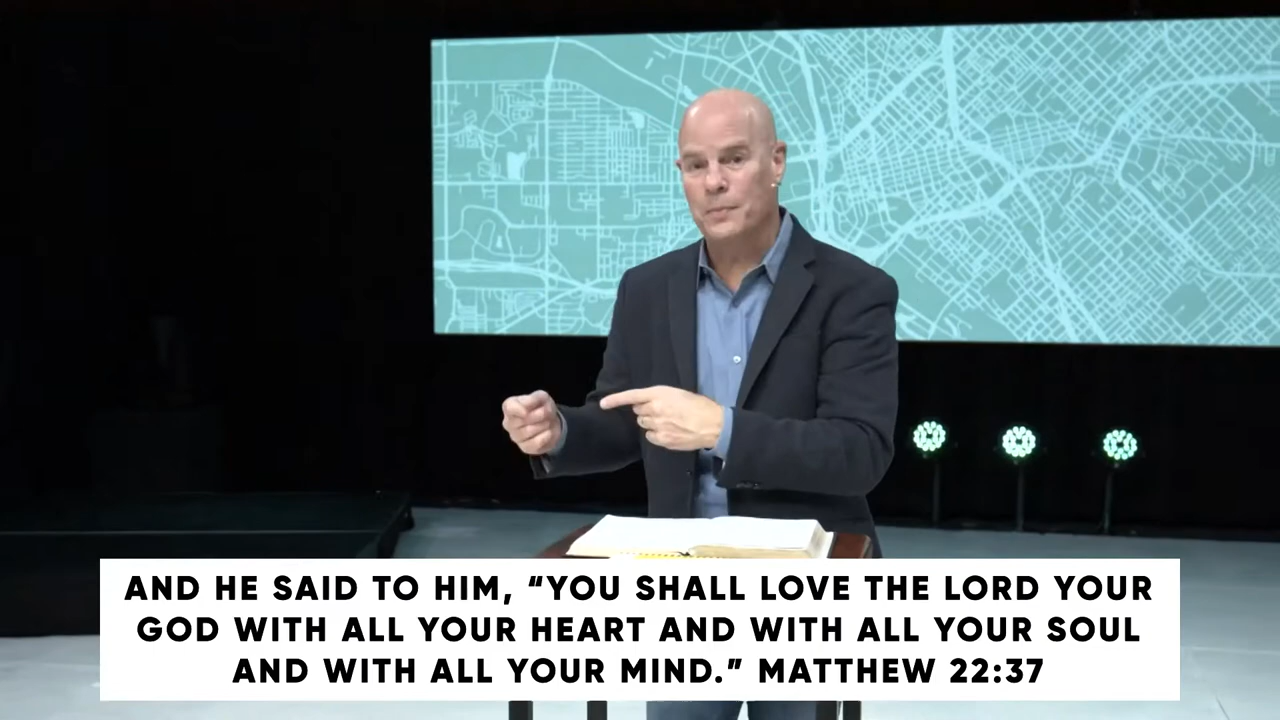 AND HE SAID TO HIM, “YOU SHALL LOVE THE LORD YOUR
GOD WITH ALL YOUR HEART AND WITH ALL YOUR SOUL
AND WITH ALL YOUR MIND.” MATTHEW 22:37